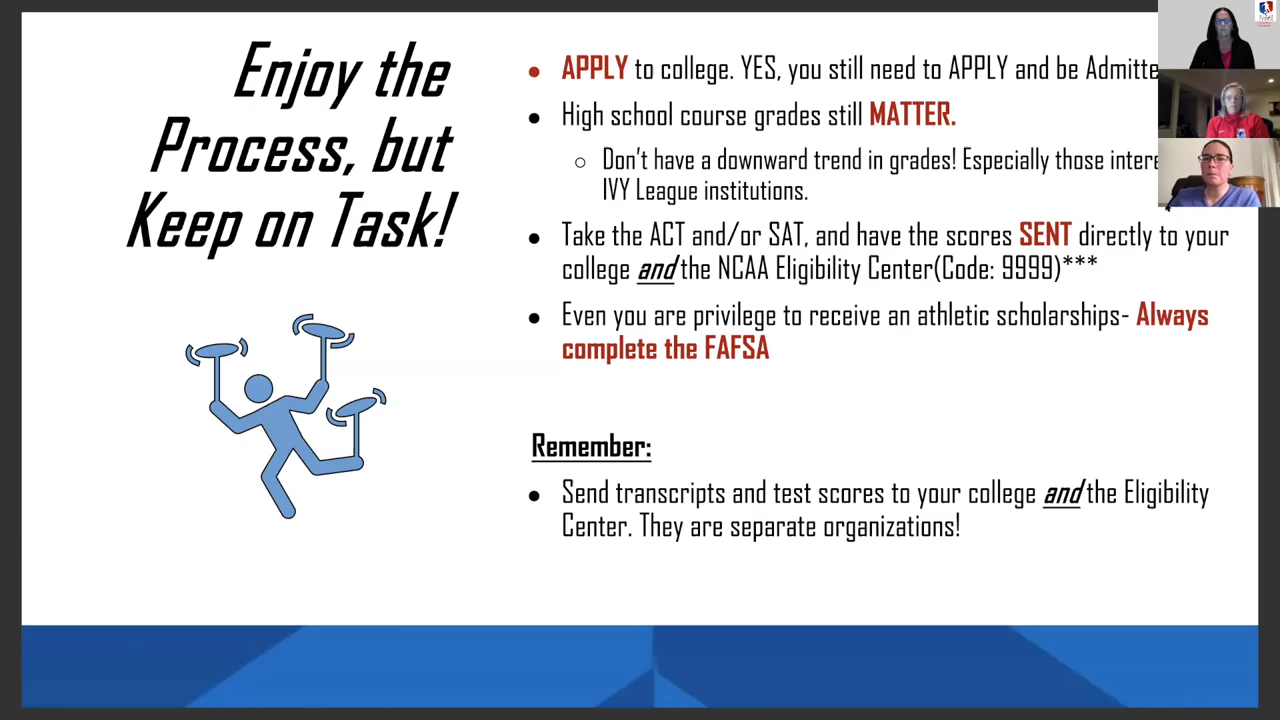 Enjoy the
Process, but
Keep on Task!
APPLY to college. YES, you still need to APPLY and be
High school course grades still MATTER.
Don't have a downward trend in grades! Especially those
IVY League institutions.
Take the ACT and/or SAT, and have the scores SENT directly to your
college and the NCAA Eligibility Center(Code: 9999)***
Even you are privilege to receive an athletic scholarships- Always
complete the FAFSA
Remember:
Send transcripts and test scores to your college and the Eligibility
Center. They are separate organizations!